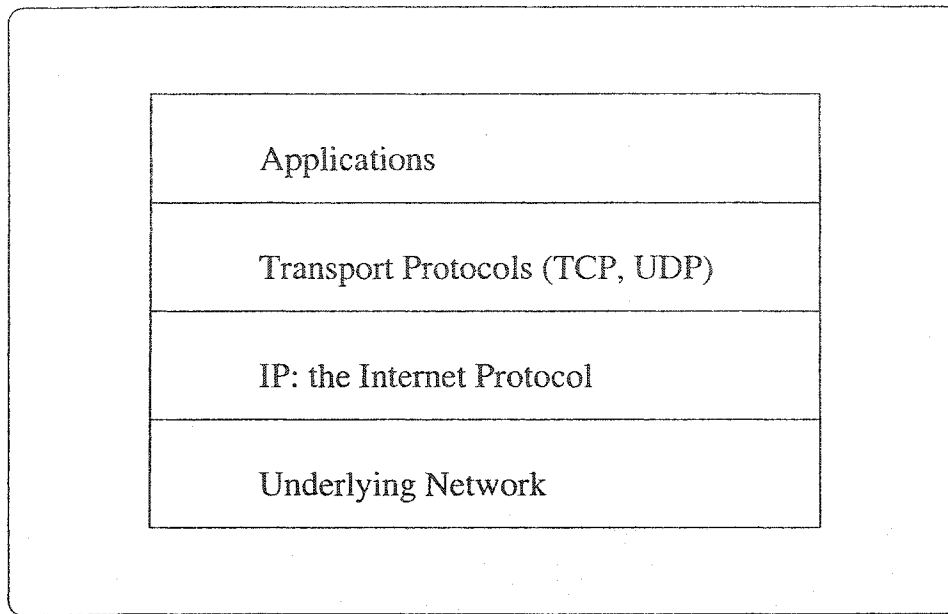 Applications
Transport Protocols (TCP, UDP)
IP: the Internet Protocol
Underlying Network